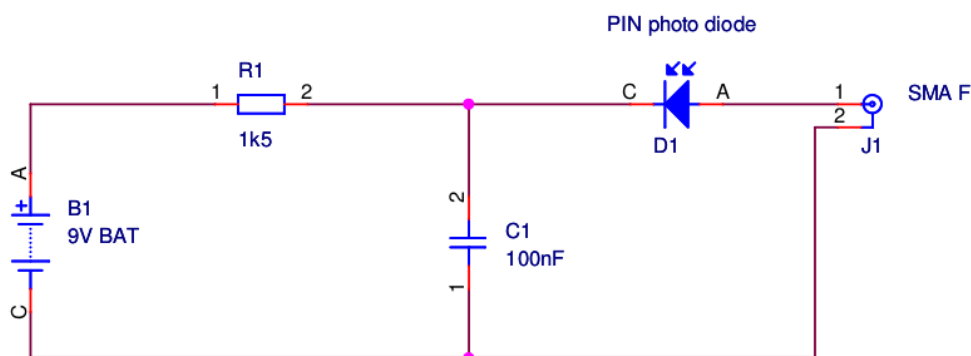 PIN photo diode
R1
1 2
1k5
C A
D1
1
2
SMA F
J1
A
+
B1
9V BAT
C
2
C1
100nF
1